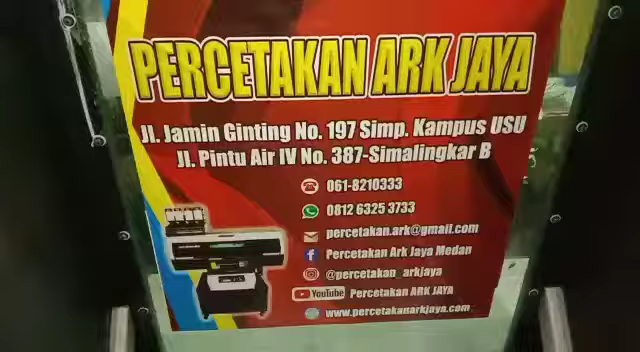 PERCETAKAN ARK JAYA
Jl. Jamin Ginting No. 197 Simp. Kampus USU
Jl. Pintu Air IV No. 387-Simalingkar B
061-8210333
0812 6325 3733
percetakan.ark@gmail.com
Percetakan Ark Jaya Medan
@percetakan_arkjaya
YouTube Percetakan ARK JAYA
www.percetakanarkjaya.com